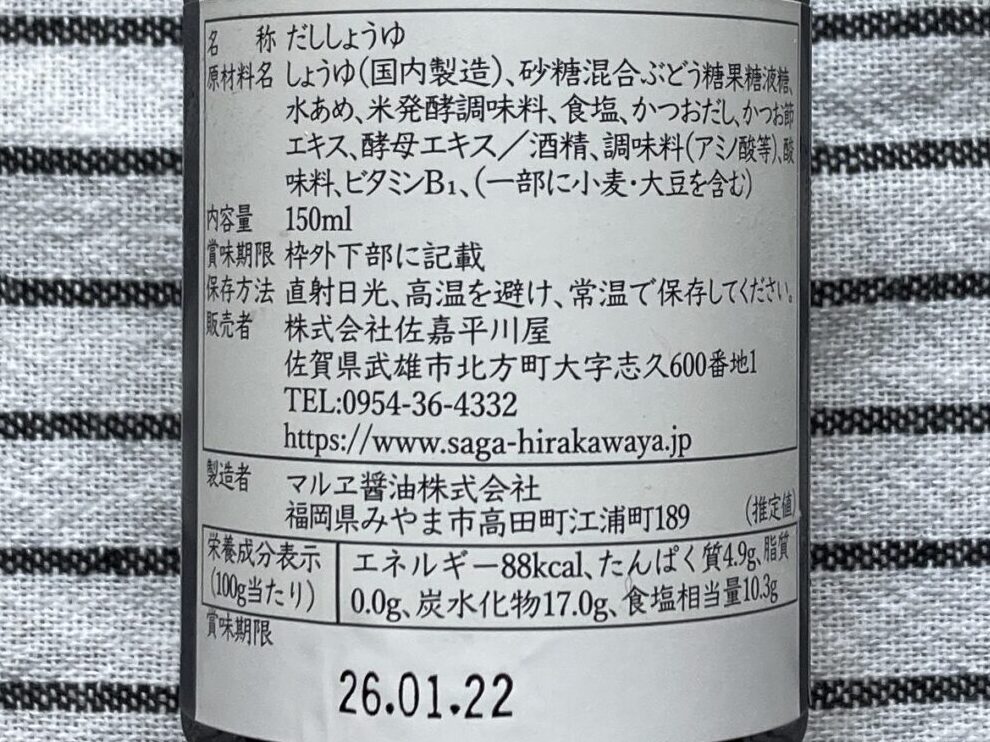 名称 だししょうゆ
原材料名 しょうゆ(国内製造)、砂糖混合ぶどう糖果糖液糖、
水あめ、米発酵調味料、食塩、かつおだし、かつお節
エキス、酵母エキス/酒精、調味料(アミノ酸等)、酸
味料、ビタミンB₁、(一部に小麦・大豆を含む)
内容量 150ml
賞味期限 枠外下部に記載
保存方法 直射日光、高温を避け、常温で保存してください。
販売者 株式会社佐嘉平川屋
佐賀県武雄市北方町大字志久600番地1
TEL:0954-36-4332
https://www.saga-hirakawaya.jp
製造者 マルヱ醤油株式会社
福岡県みやま市高田町江浦町189 (推定値)
栄養成分表示 エネルギー88kcal、たんぱく質4.9g、脂質
(100g当たり) 0.0g、炭水化物17.0g、食塩相当量10.3g
賞味期限
26.01.22